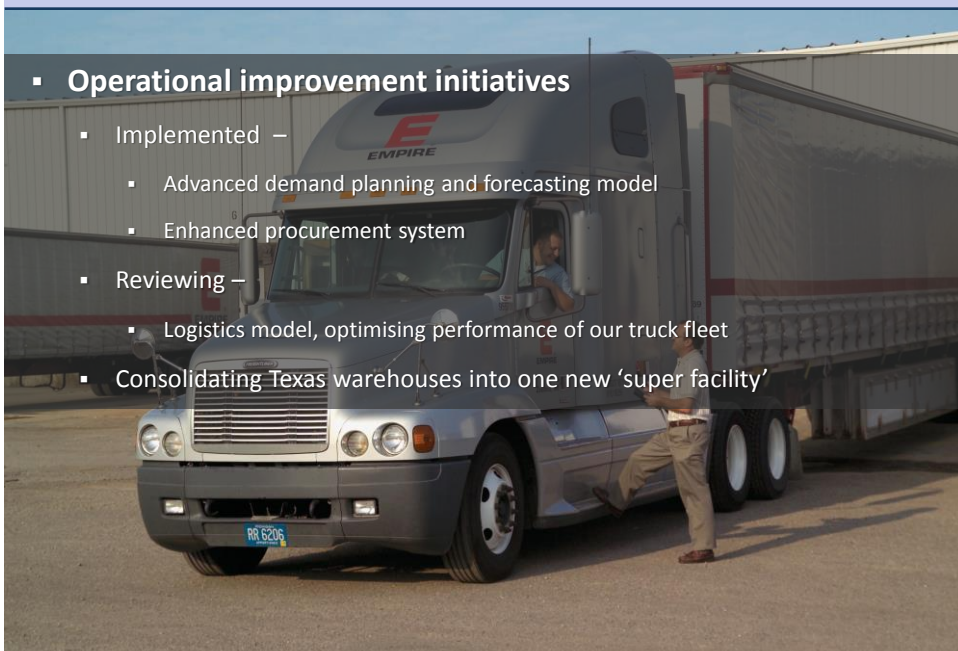 ▪ Operational improvement initiatives
▪ Implemented –
▪ Advanced demand planning and forecasting model
▪ Enhanced procurement system
▪ Reviewing –
▪ Logistics model, optimising performance of our truck fleet
▪ Consolidating Texas warehouses into one new ‘super facility’
E
EMPIRE
RR 6206